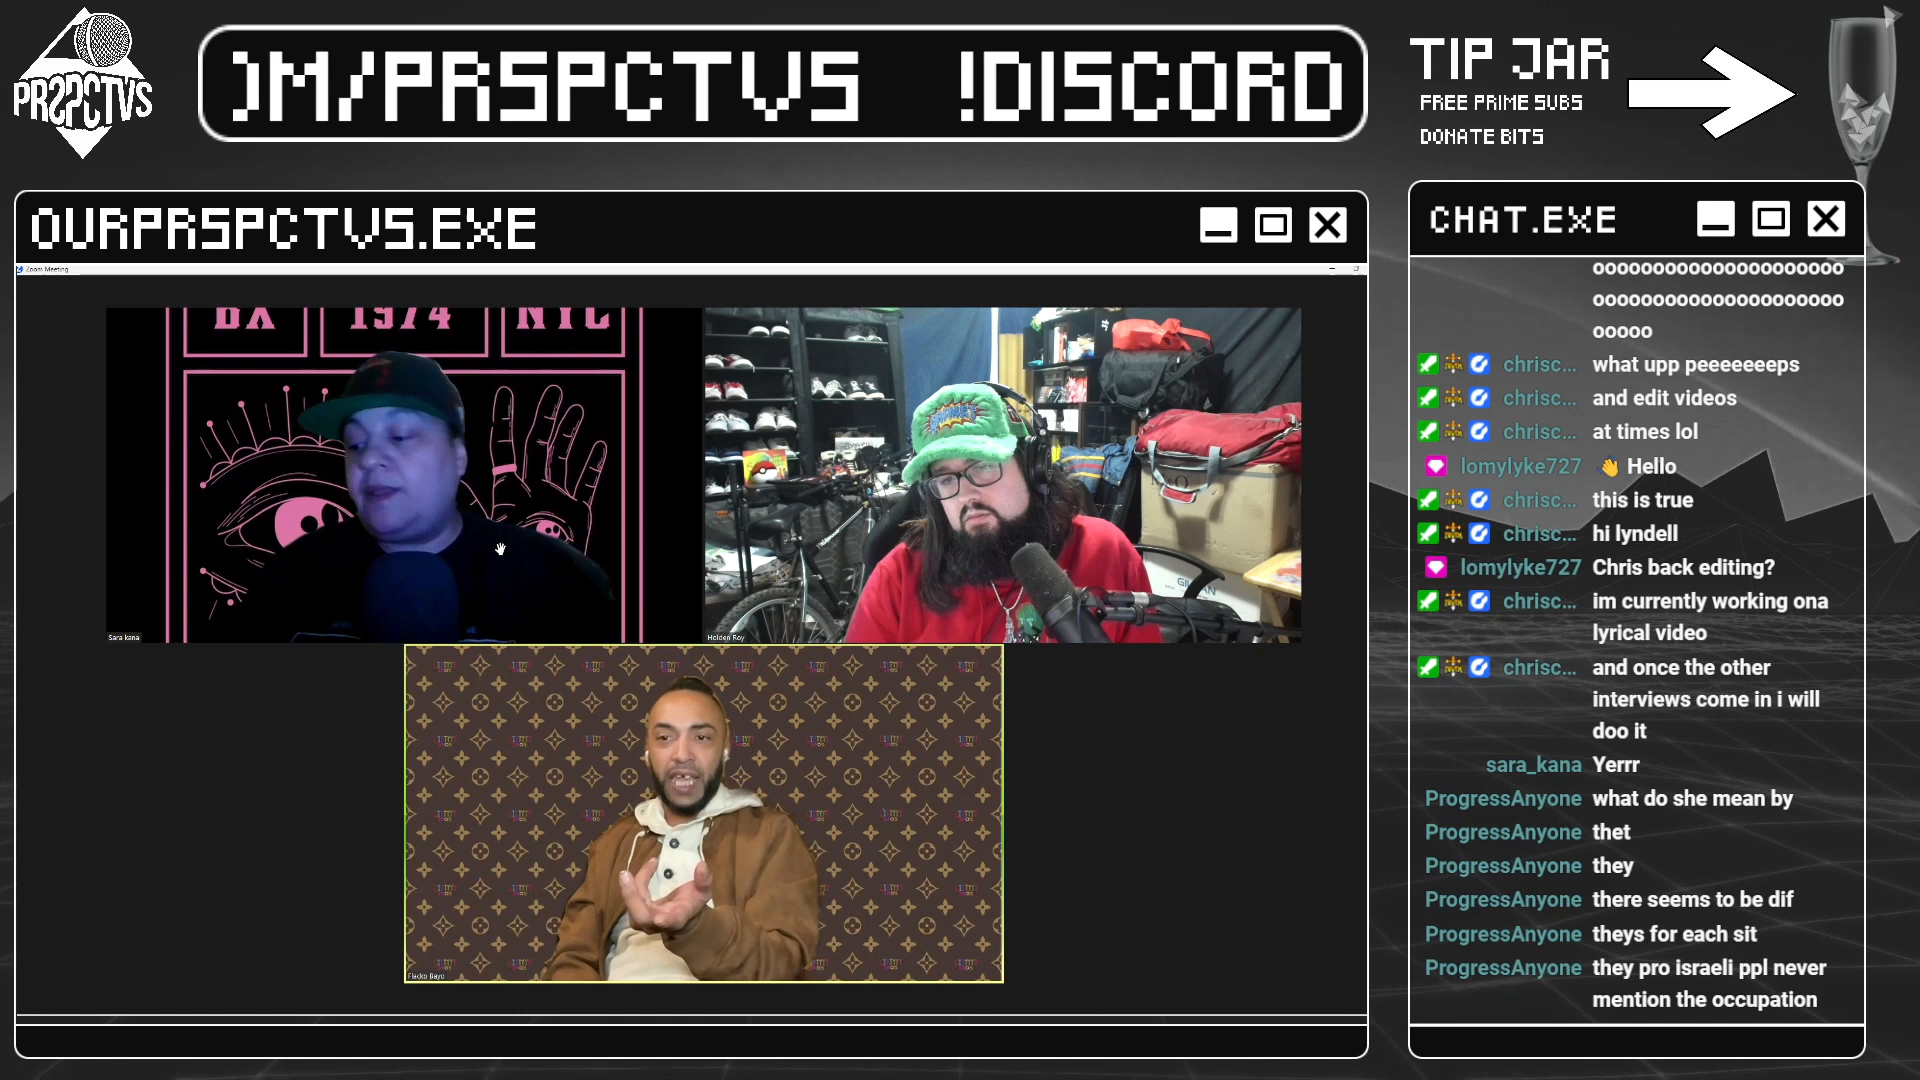 PRSPCTVS
)M/PRSPCTVS !DISCORD
TIP JAR
FREE PRIME SUBS
DONATE BITS
OURPRSPCTVS.EXE
Zoom Meeting
BX 1974 NYC
Sara kana
Holden Roy
Flacko Bayo
CHAT.EXE
oooooooooooooooooooooo
oooooooooooooooooooooo
ooooo
chrisc... what upp peeeeeeeps
chrisc... and edit videos
chrisc... at times lol
lomylyke727 👋 Hello
chrisc... this is true
chrisc... hi lyndell
lomylyke727 Chris back editing?
chrisc... im currently working ona
lyrical video
chrisc... and once the other
interviews come in i will
doo it
sara_kana Yerrr
ProgressAnyone what do she mean by
ProgressAnyone thet
ProgressAnyone they
ProgressAnyone there seems to be dif
ProgressAnyone theys for each sit
ProgressAnyone they pro israeli ppl never
mention the occupation